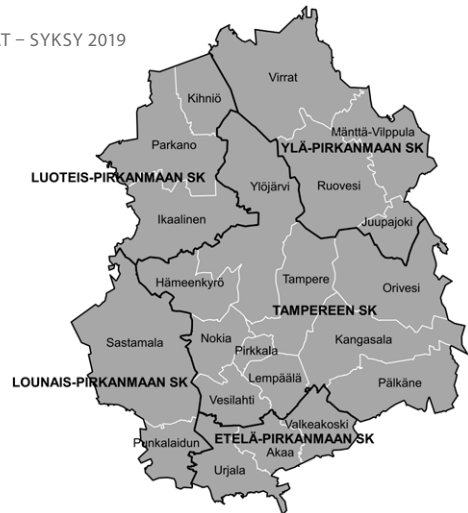 ÄT – SYKSY 2019
Virrat
Kihniö
Mänttä-Vilppula
Parkano
YLÄ-PIRKANMAAN SK
LUOTEIS-PIRKANMAAN SK
Ylöjärvi
Ruovesi
Ikaalinen
Juupajoki
Hämeenkyrö
Tampere
Orivesi
TAMPEREEN SK
Sastamala
Nokia
Kangasala
Pirkkala
Lempäälä
Pälkäne
LOUNAIS-PIRKANMAAN SK
Vesilahti
Valkeakoski
Punkalaidun
ETELÄ-PIRKANMAAN SK
Akaa
Urjala